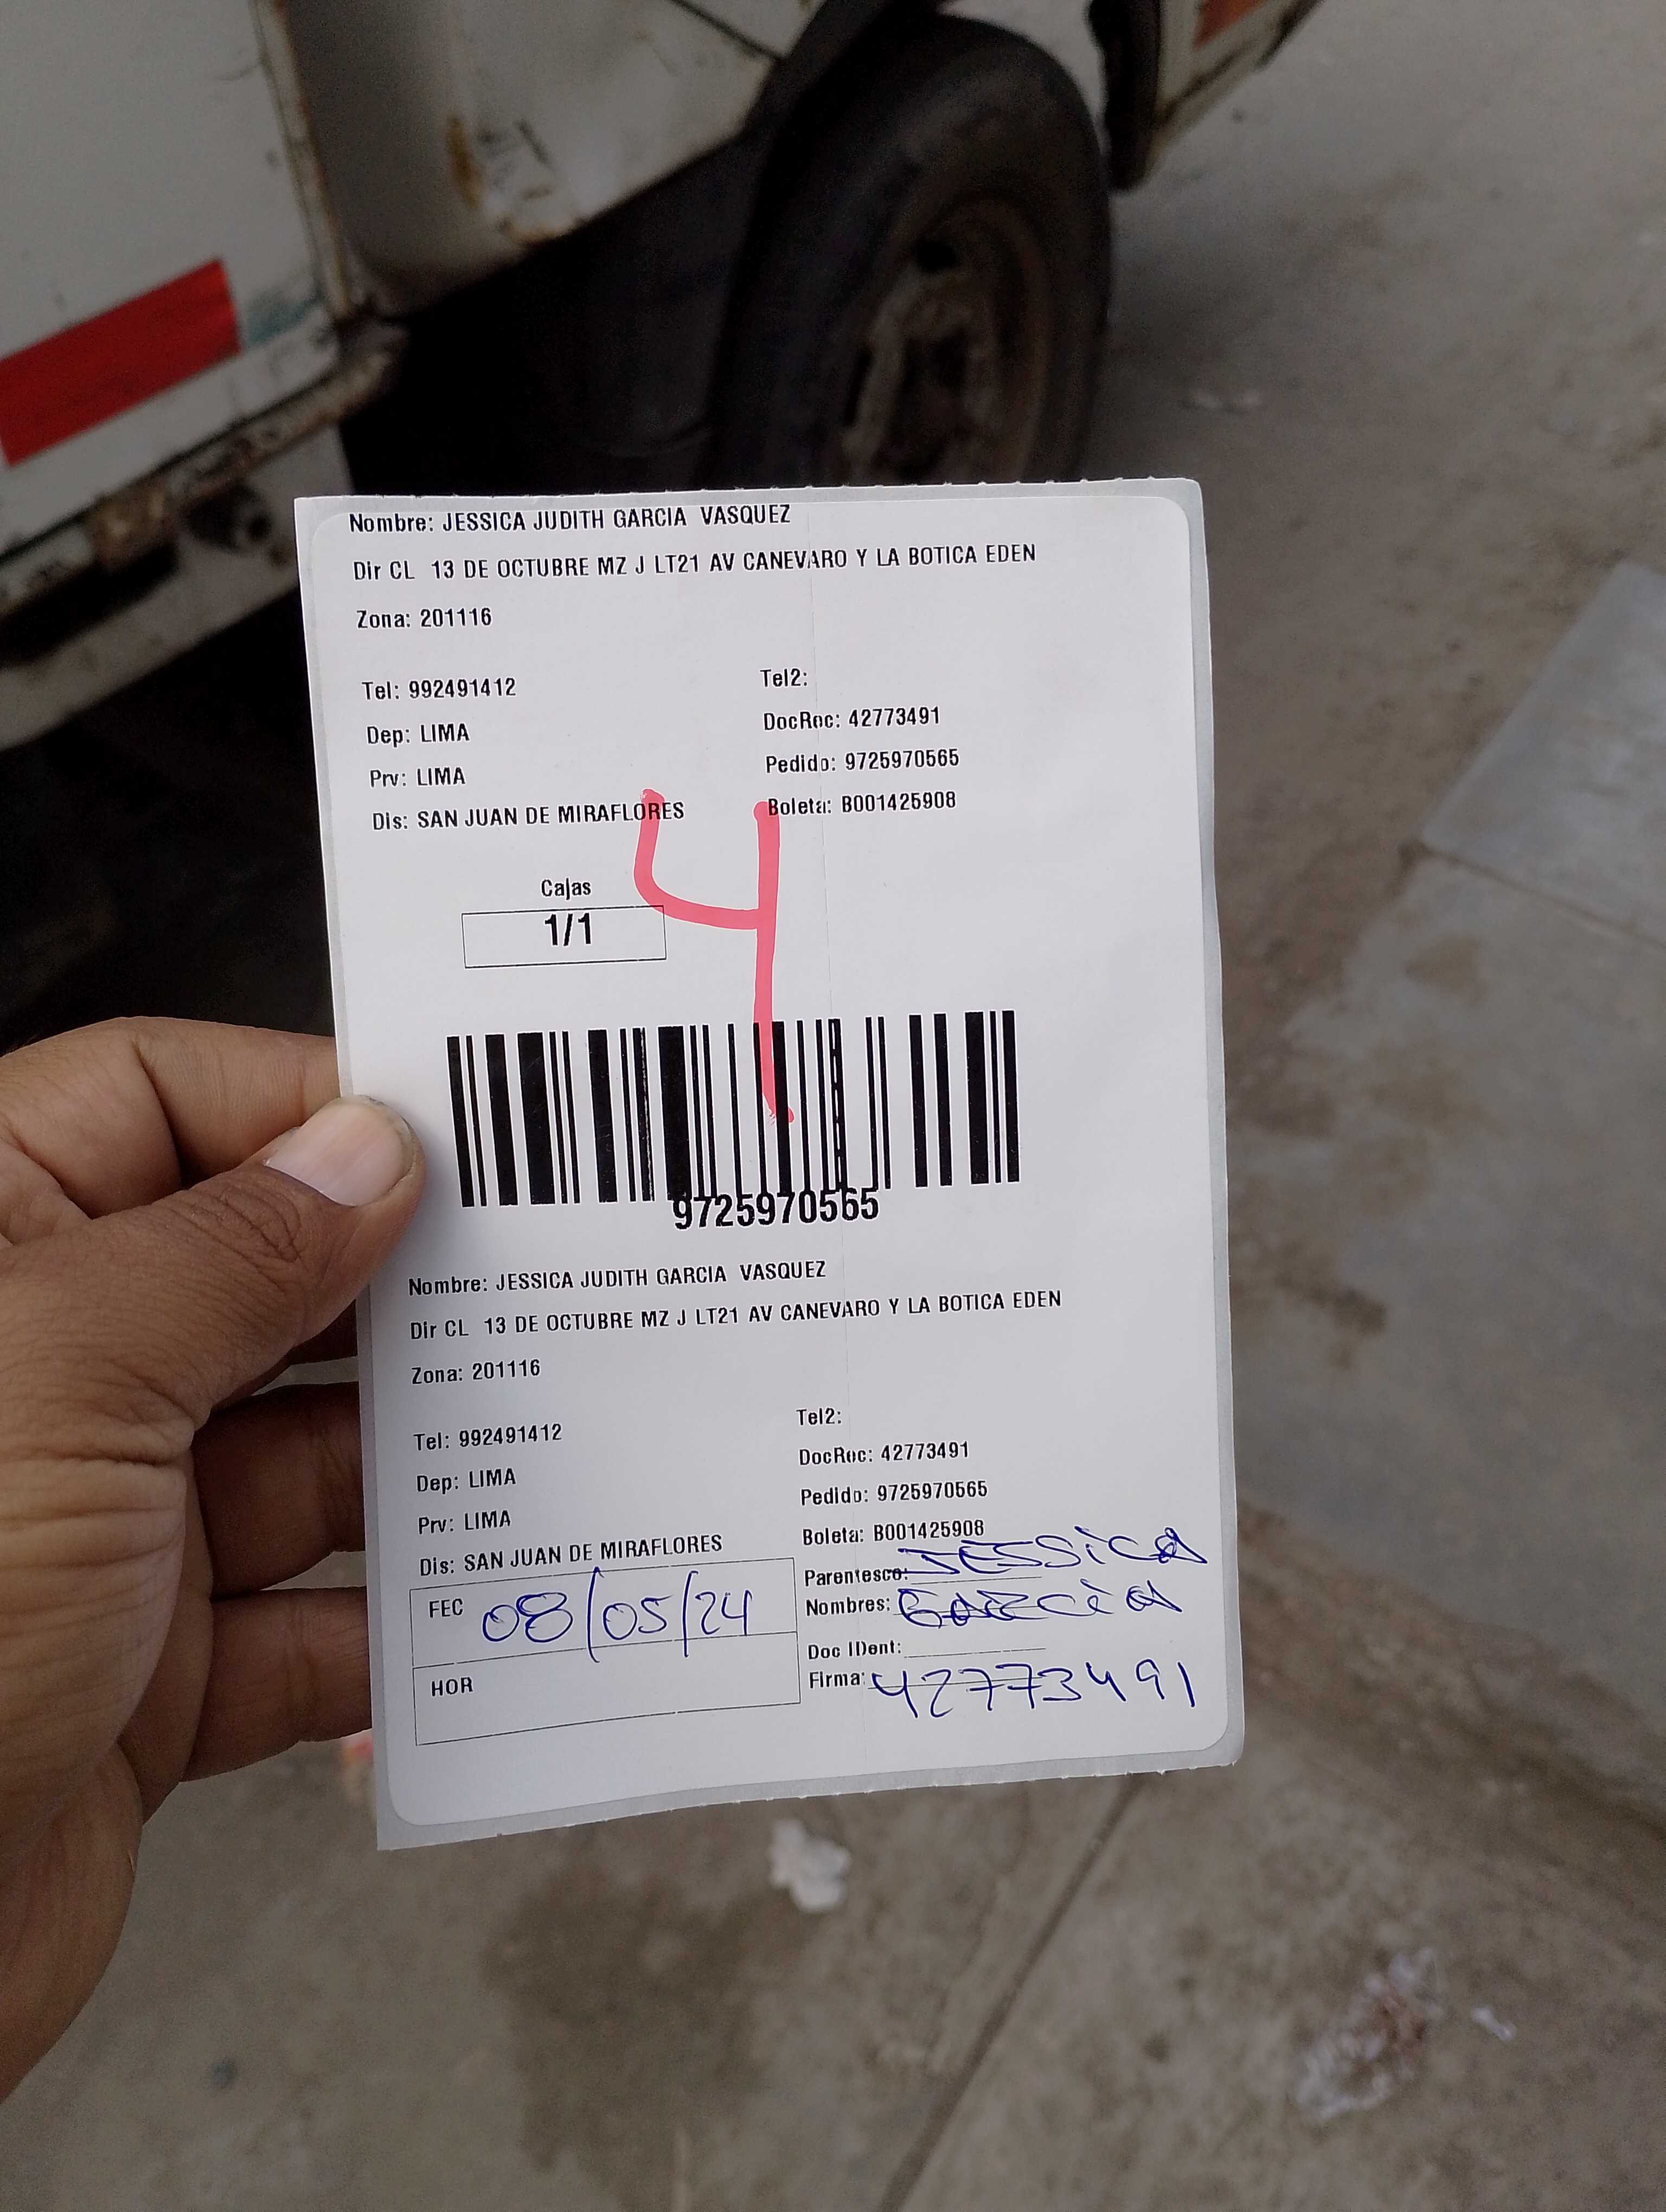 Nombre: JESSICA JUDITH GARCIA VASQUEZ
Dir CL 13 DE OCTUBRE MZ J LT21 AV CANEVARO Y LA BOTICA EDEN
Zona: 201116
Tel: 992491412 Tel2:
Dep: LIMA DocRec: 42773491
Prv: LIMA Pedido: 9725970565
Dis: SAN JUAN DE MIRAFLORES Boleta: B001425908
4
Cajas
1/1
9725970565
Nombre: JESSICA JUDITH GARCIA VASQUEZ
Dir CL 13 DE OCTUBRE MZ J LT21 AV CANEVARO Y LA BOTICA EDEN
Zona: 201116
Tel: 992491412 Tel2:
Dep: LIMA DocRec: 42773491
Prv: LIMA Pedido: 9725970565
Dis: SAN JUAN DE MIRAFLORES Boleta: B001425908
FEC 08/05/24 Parentesco: JESSICA
Nombres: GARCIA
Doc IDent:
HOR Firma: 42773491